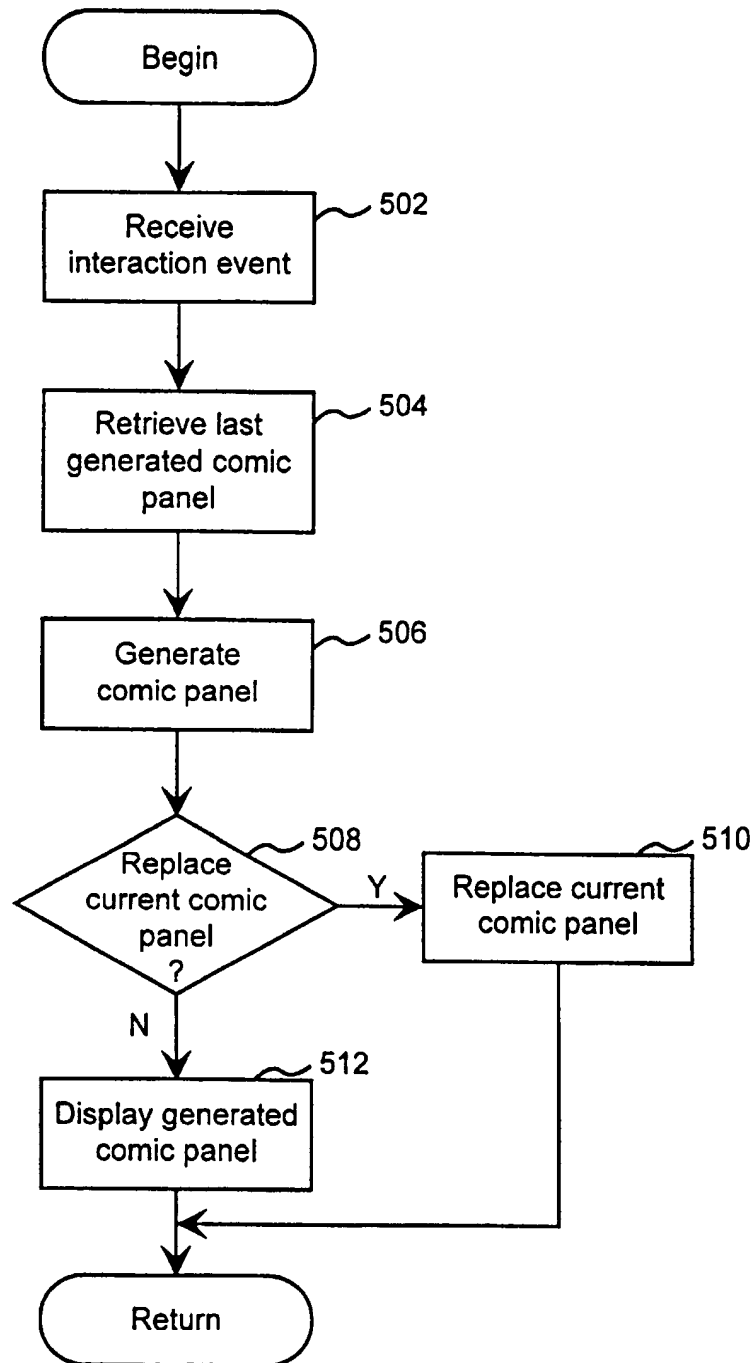 Begin
502
Receive
interaction event
504
Retrieve last
generated comic
panel
506
Generate
comic panel
508
Replace
current comic
panel
?
Y
510
Replace current
comic panel
N
512
Display generated
comic panel
Return